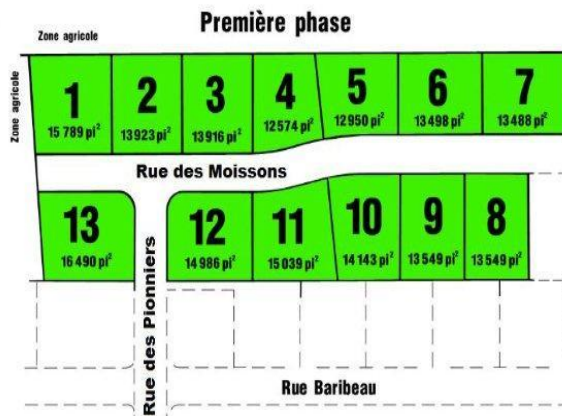 Première phase
Zone agricole
Zone agricole
1
15 789 pi²
2
13 923 pi²
3
13 916 pi²
4
12 574 pi²
5
12 950 pi²
6
13 498 pi²
7
13 488 pi²
Rue des Moissons
13
16 490 pi²
12
14 986 pi²
11
15 039 pi²
10
14 143 pi²
9
13 549 pi²
8
13 549 pi²
Rue des Pionniers
Rue Baribeau